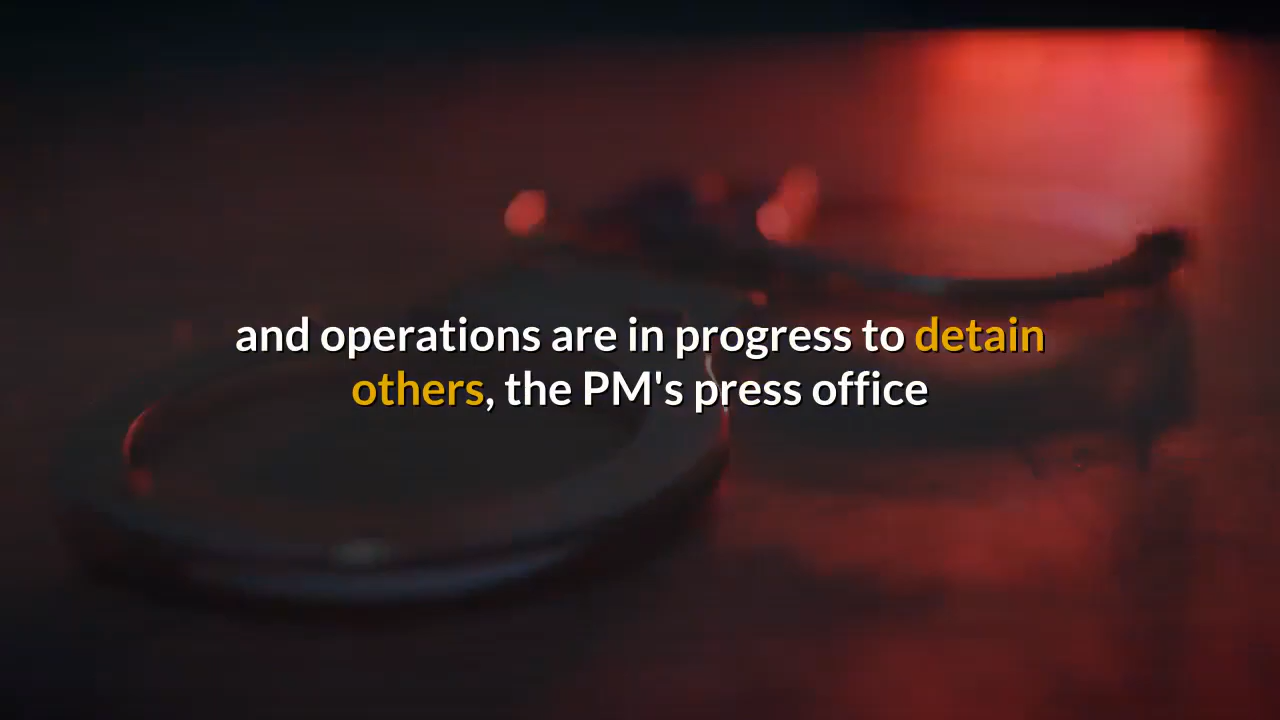 and operations are in progress to detain
others, the PM's press office